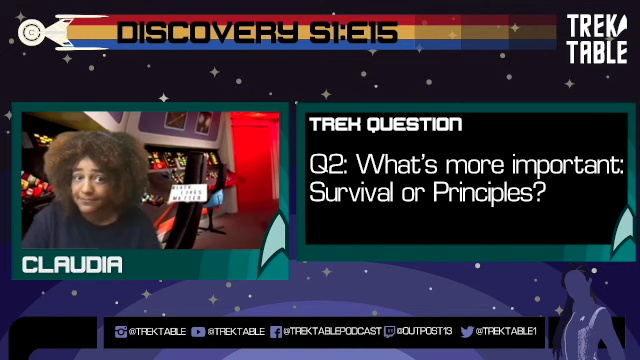 DISCOVERY S1:E15
TREK
TABLE
TREK QUESTION
Q2: What's more important:
Survival or Principles?
BLACK
LIVES
MATTER
CLAUDIA
@TREKTABLE @TREKTABLE @TREKTABLEPODCAST @OUTPOST13 @TREKTABLE1